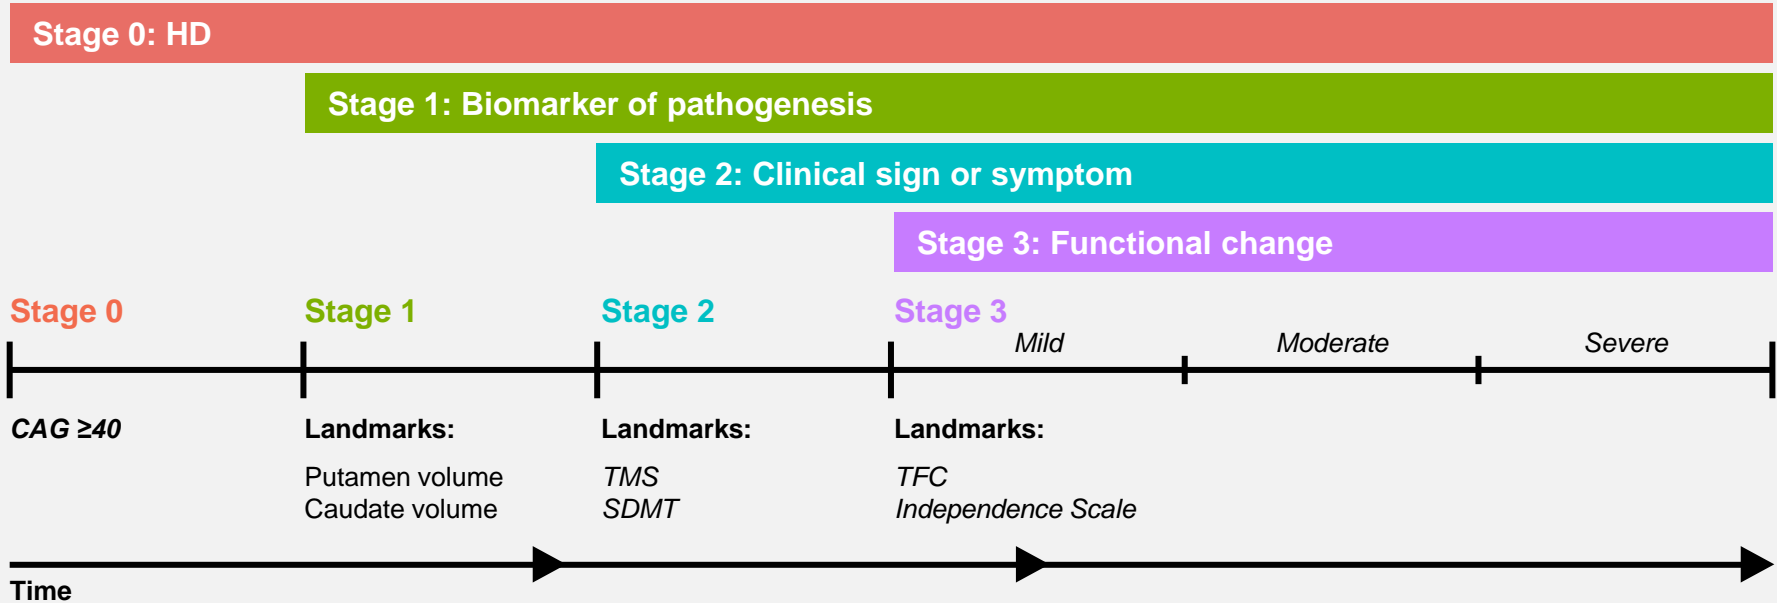 Stage 0: HD
Stage 1: Biomarker of pathogenesis
Stage 2: Clinical sign or symptom
Stage 3: Functional change
Stage 0
Stage 1
Stage 2
Stage 3
Mild
Moderate
Severe
CAG ≥40
Landmarks:
Putamen volume
Caudate volume
Landmarks:
TMS
SDMT
Landmarks:
TFC
Independence Scale
Time